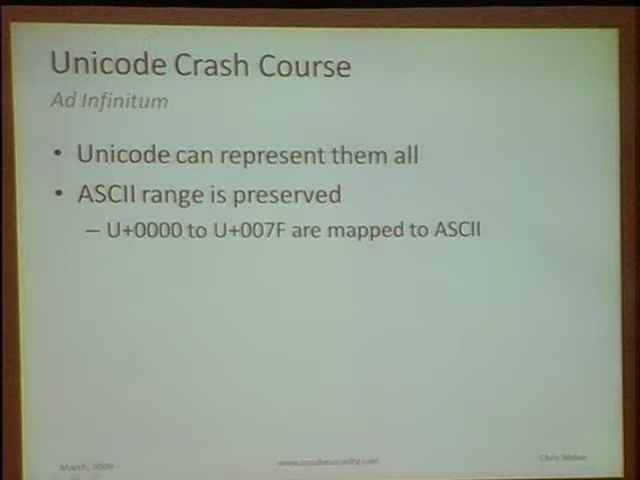 Unicode Crash Course
Ad Infinitum
• Unicode can represent them all
• ASCII range is preserved
– U+0000 to U+007F are mapped to ASCII
March, 2009
Chris Weber